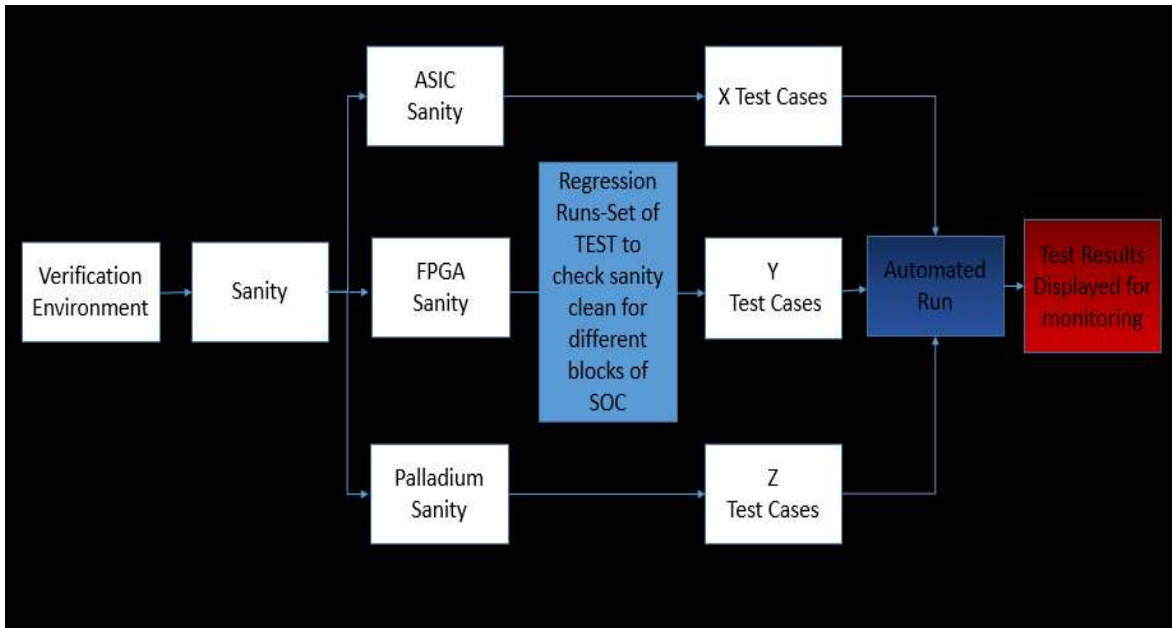 Verification
Environment
Sanity
ASIC
Sanity
FPGA
Sanity
Palladium
Sanity
Regression
Runs-Set of
TEST to
check sanity
clean for
different
blocks of
SOC
X Test Cases
Y
Test Cases
Z
Test Cases
Automated
Run
Test Results
Displayed for
monitoring